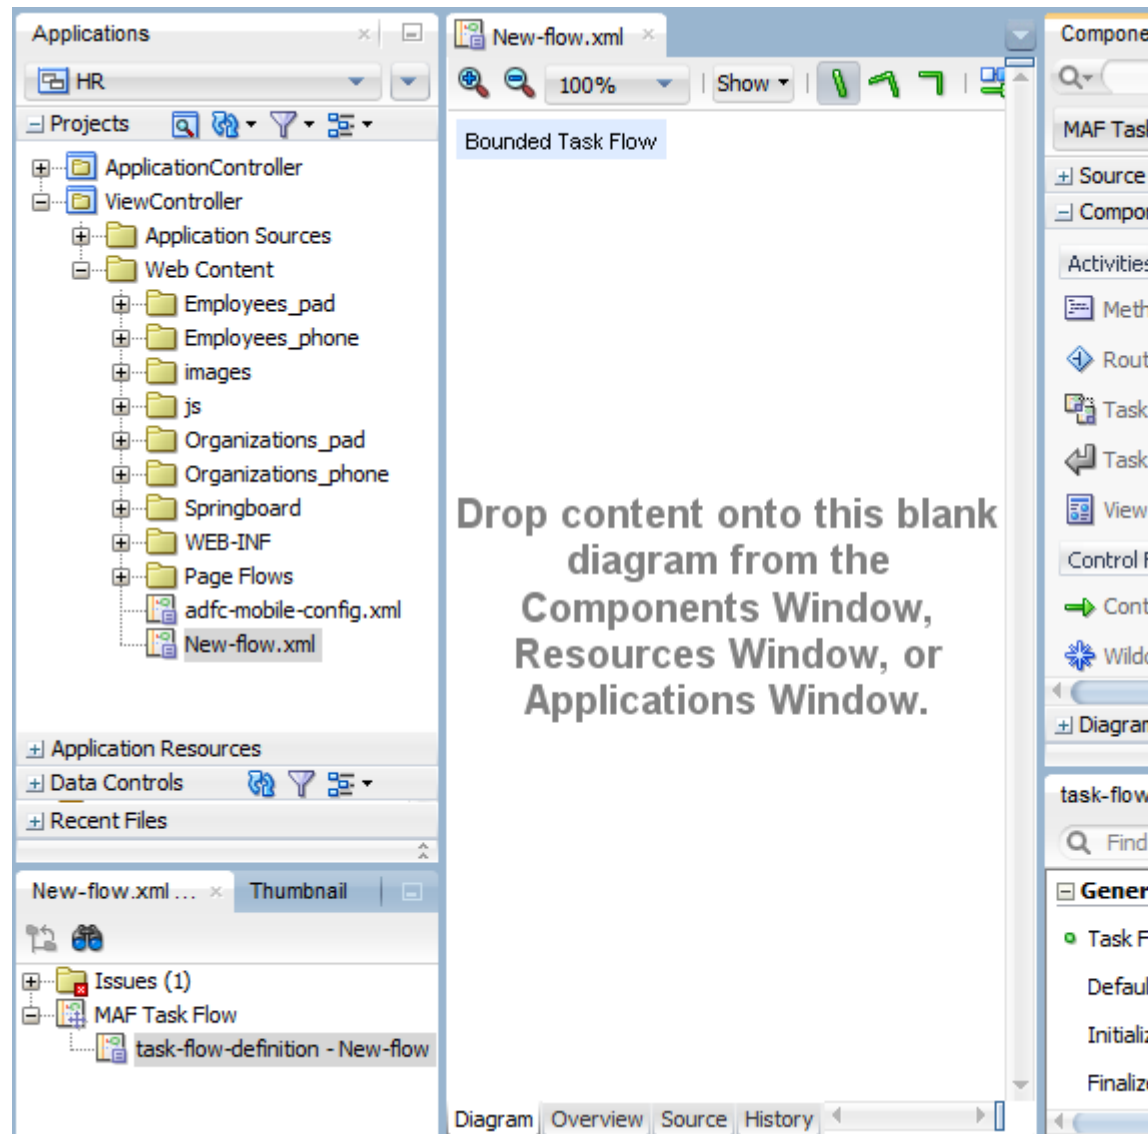 Applications
HR
Projects
ApplicationController
ViewController
Application Sources
Web Content
Employees_pad
Employees_phone
images
js
Organizations_pad
Organizations_phone
Springboard
WEB-INF
Page Flows
adfc-mobile-config.xml
New-flow.xml
Application Resources
Data Controls
Recent Files
New-flow.xml ... Thumbnail
Issues (1)
MAF Task Flow
task-flow-definition - New-flow
New-flow.xml
100% Show
Bounded Task Flow
Drop content onto this blank
diagram from the
Components Window,
Resources Window, or
Applications Window.
Diagram Overview Source History
Compone
MAF Tas
Source
Compo
Activities
Meth
Rout
Task
Task
View
Control
Cont
Wild
Diagra
task-flow
Find
Gener
Task F
Defaul
Initializ
Finaliz